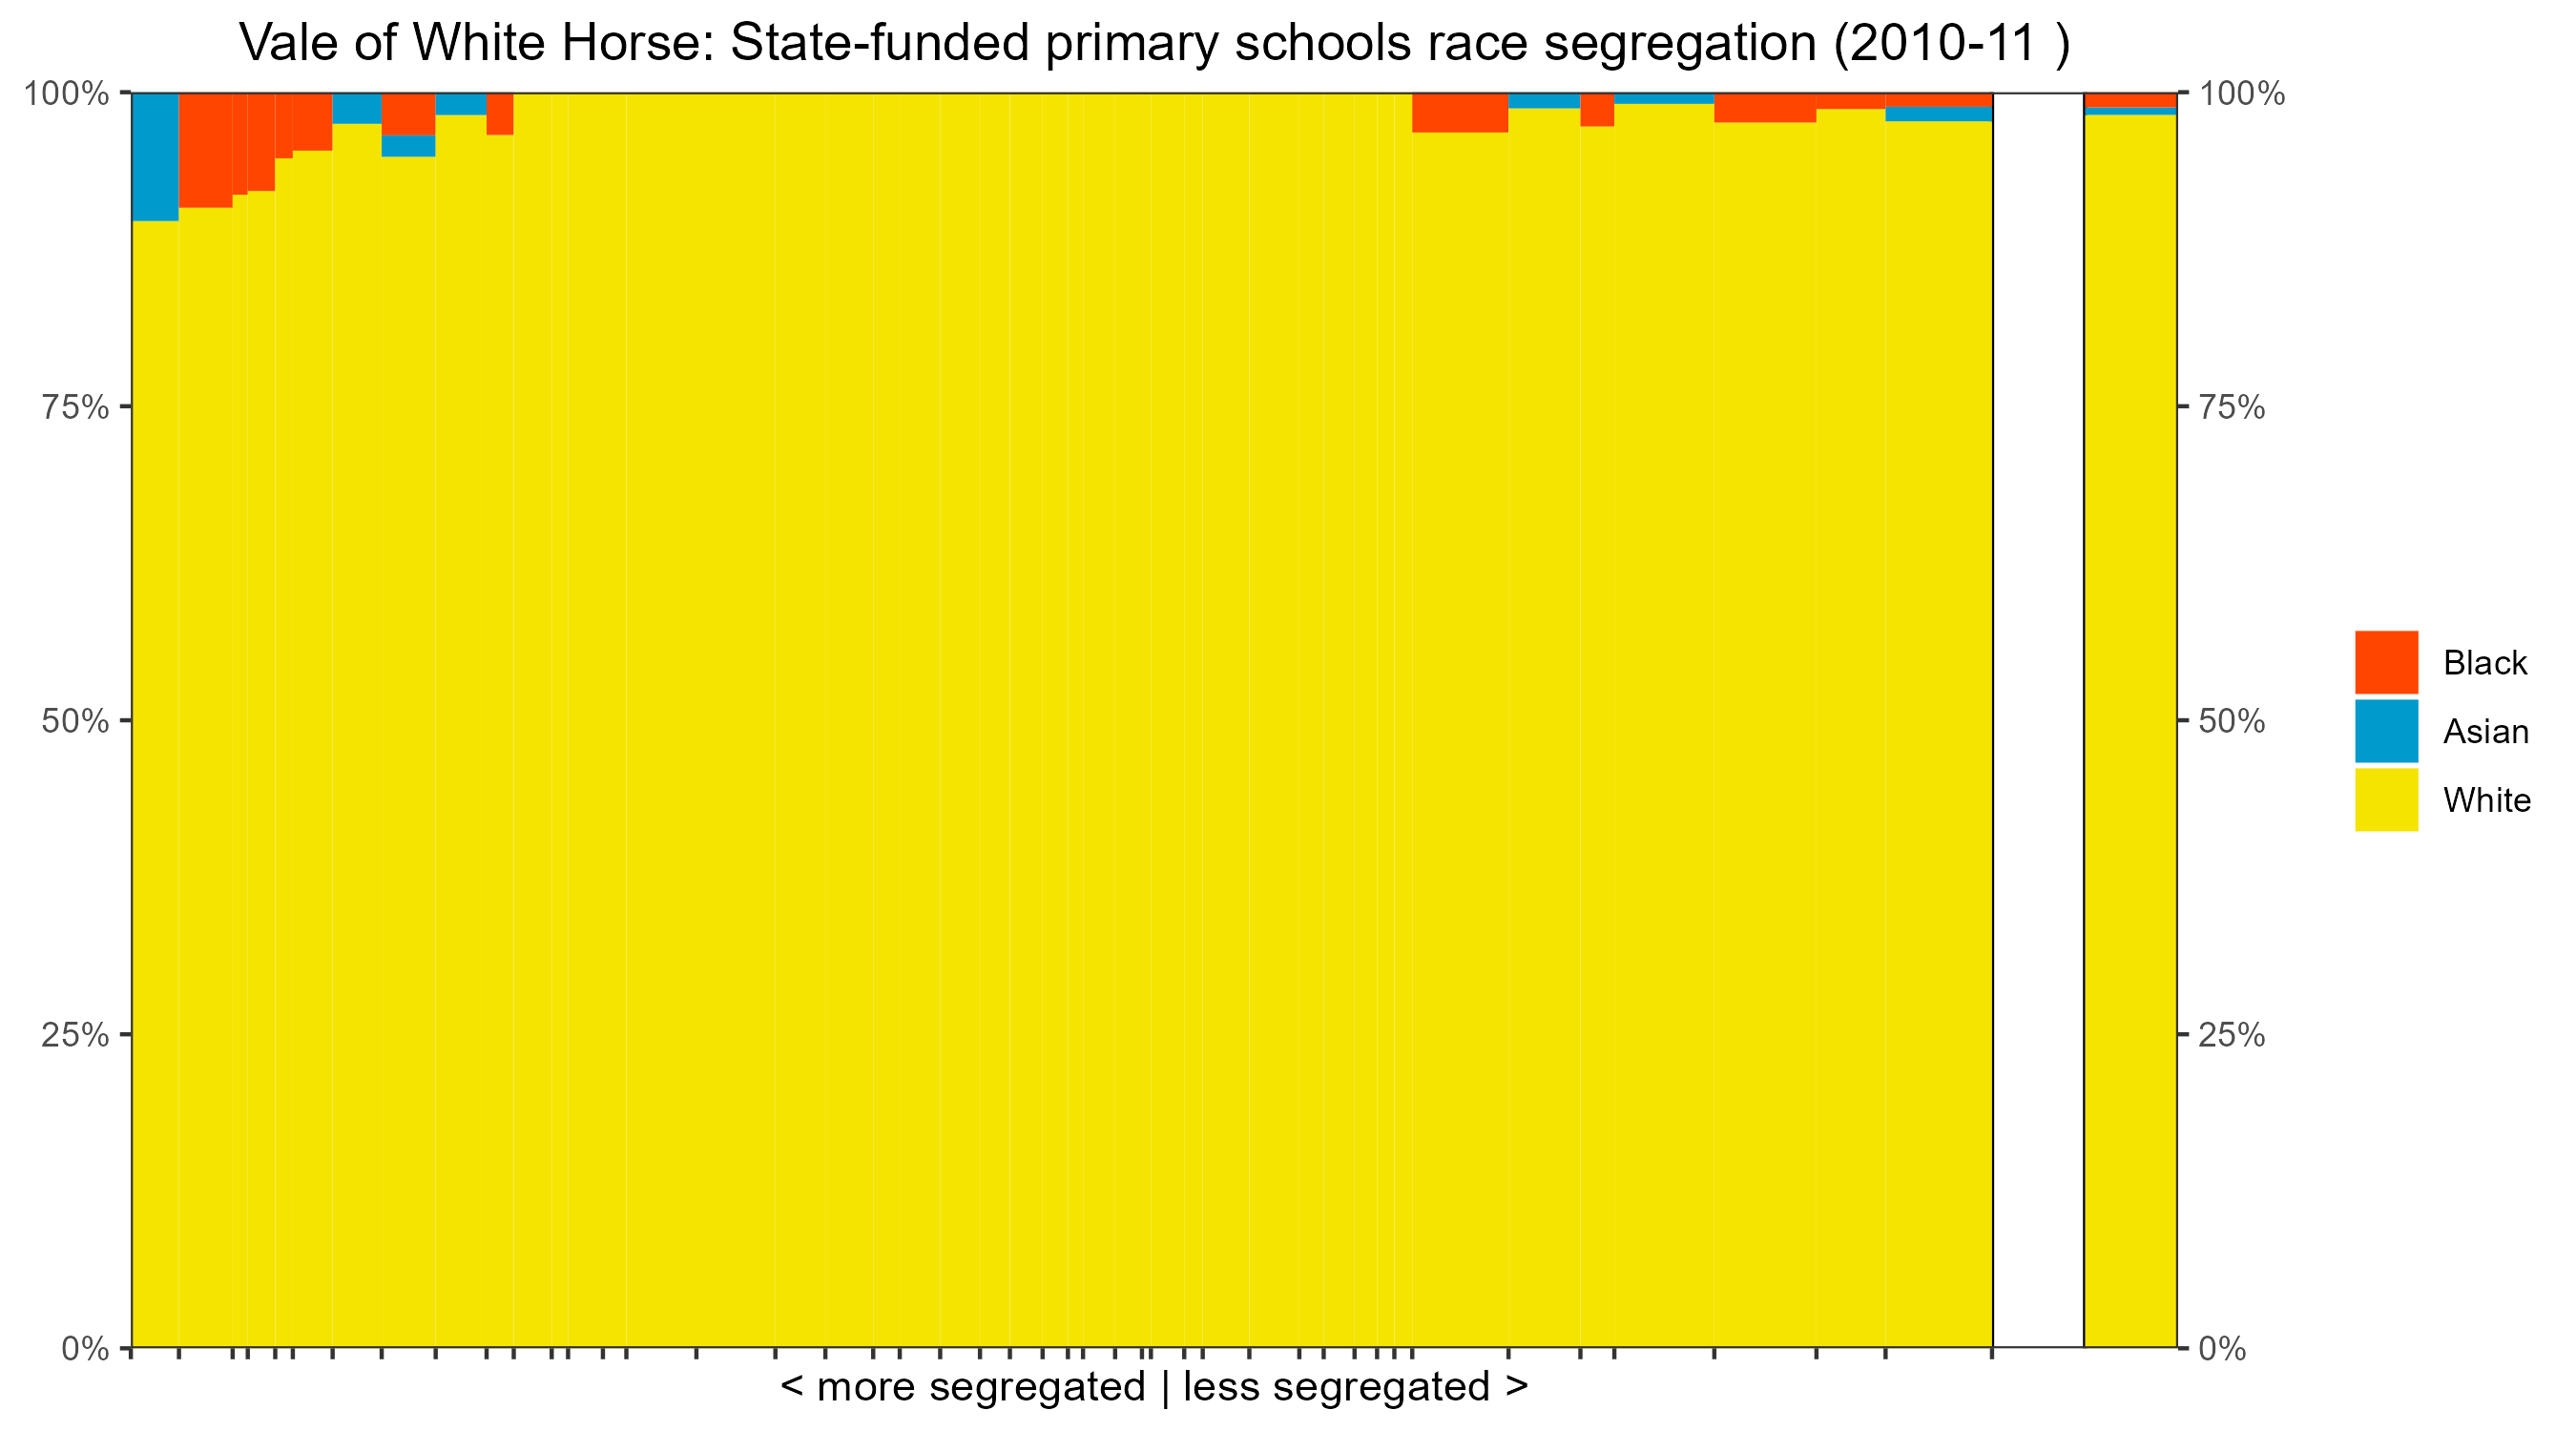 Vale of White Horse: State-funded primary schools race segregation (2010-11 )
100%
75%
50%
25%
0%
100%
75%
50%
25%
0%
Black
Asian
White
< more segregated | less segregated >